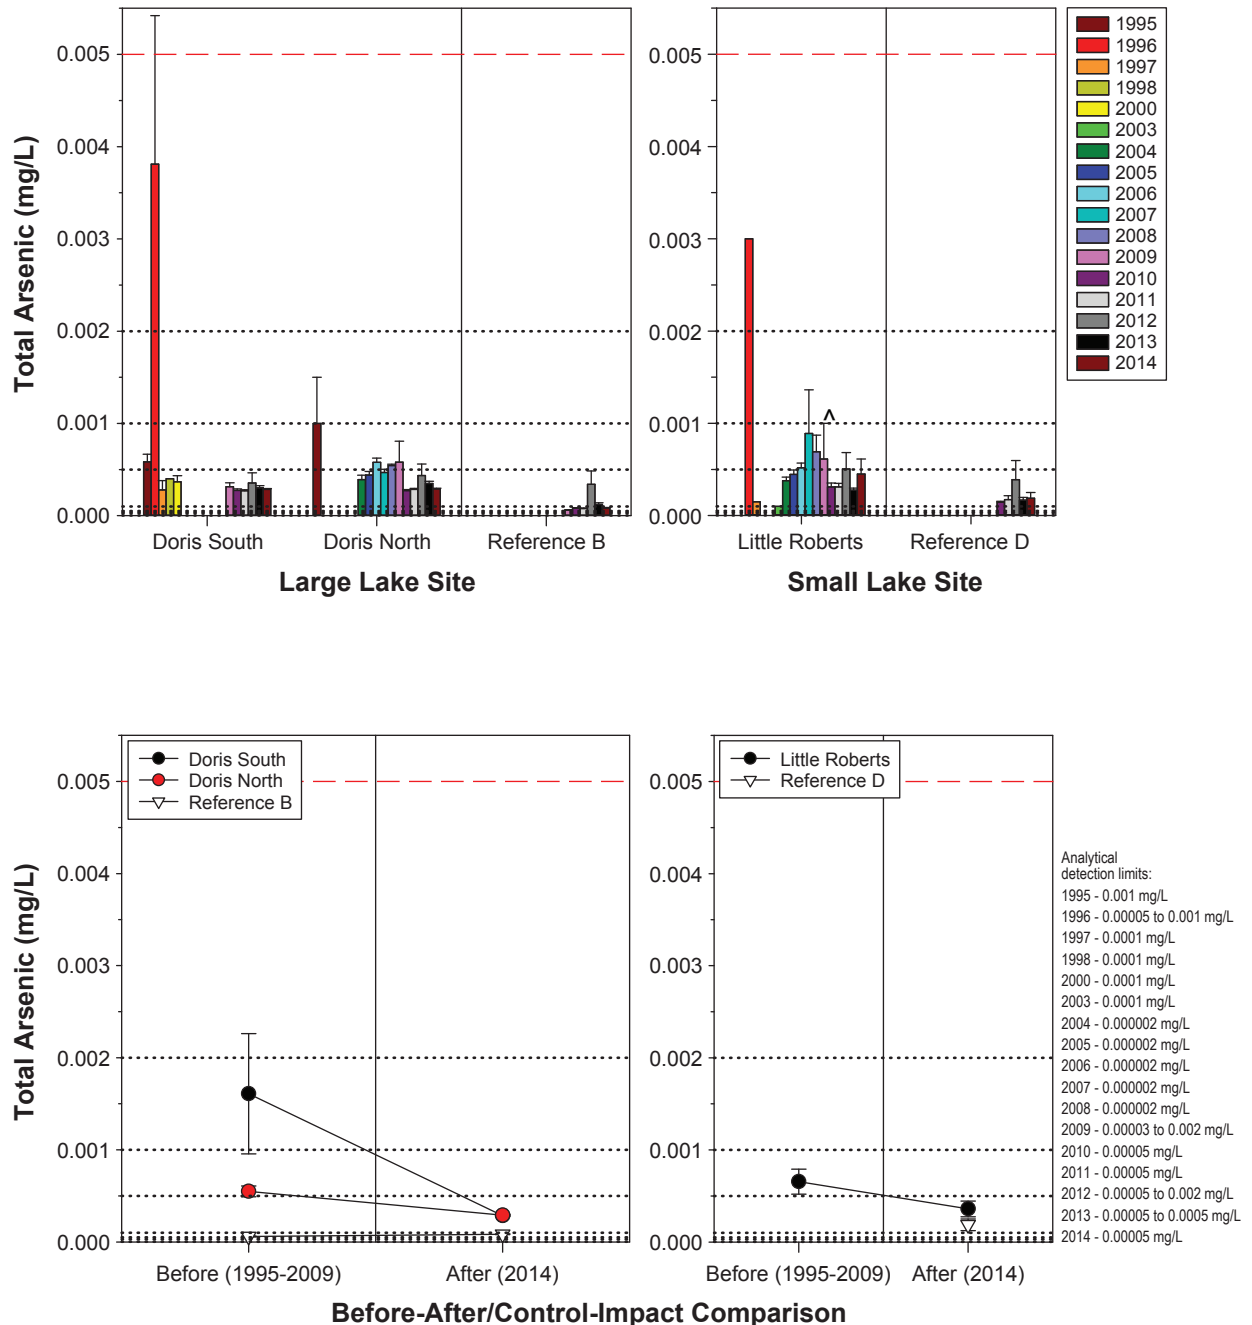 0.005
0.004
0.003
0.002
0.001
0.000
Total Arsenic (mg/L)
Doris South
Doris North
Reference B
Large Lake Site
0.005
0.004
0.003
0.002
0.001
0.000
^
Little Roberts
Reference D
Small Lake Site
1995
1996
1997
1998
2000
2003
2004
2005
2006
2007
2008
2009
2010
2011
2012
2013
2014
Doris South
Doris North
Reference B
0.005
0.004
0.003
0.002
0.001
0.000
Total Arsenic (mg/L)
Before (1995-2009)
After (2014)
Little Roberts
Reference D
0.005
0.004
0.003
0.002
0.001
0.000
Before (1995-2009)
After (2014)
Before-After/Control-Impact Comparison
Analytical
detection limits:
1995 - 0.001 mg/L
1996 - 0.00005 to 0.001 mg/L
1997 - 0.0001 mg/L
1998 - 0.0001 mg/L
2000 - 0.0001 mg/L
2003 - 0.0001 mg/L
2004 - 0.000002 mg/L
2005 - 0.000002 mg/L
2006 - 0.000002 mg/L
2007 - 0.000002 mg/L
2008 - 0.000002 mg/L
2009 - 0.00003 to 0.002 mg/L
2010 - 0.00005 mg/L
2011 - 0.00005 mg/L
2012 - 0.00005 to 0.002 mg/L
2013 - 0.00005 to 0.0005 mg/L
2014 - 0.00005 mg/L